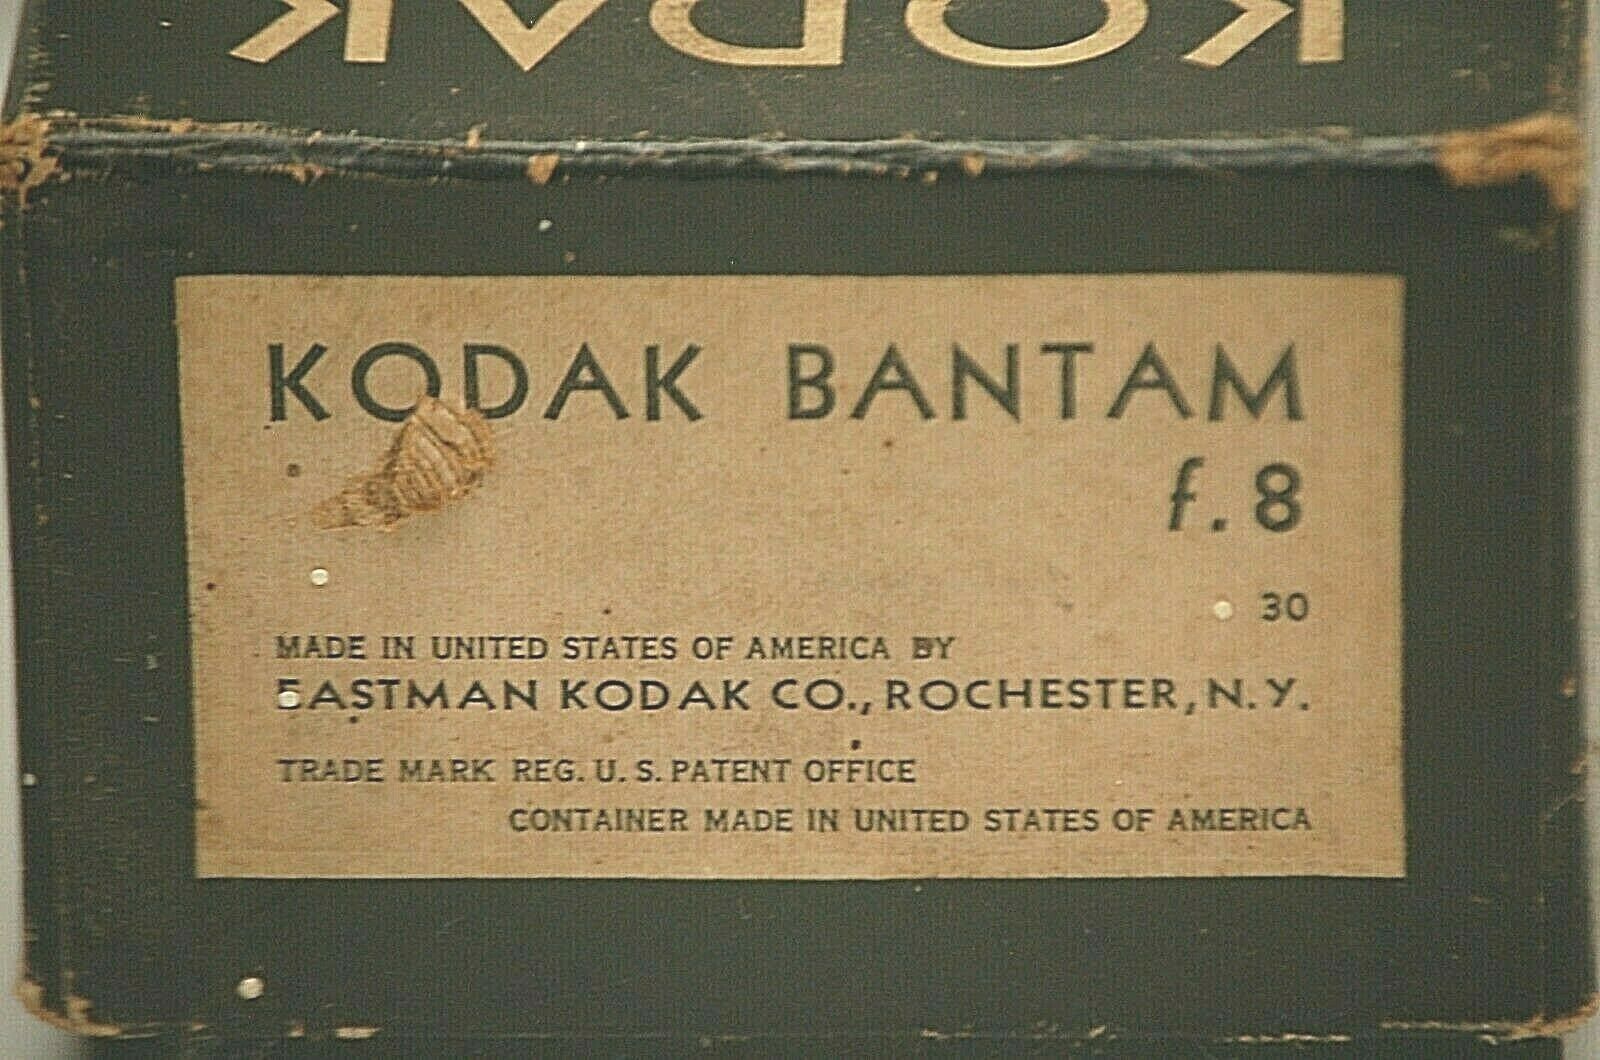 KODAK
KODAK BANTAM
f.8
30
MADE IN UNITED STATES OF AMERICA BY
EASTMAN KODAK CO., ROCHESTER, N.Y.
TRADE MARK REG. U. S. PATENT OFFICE
CONTAINER MADE IN UNITED STATES OF AMERICA